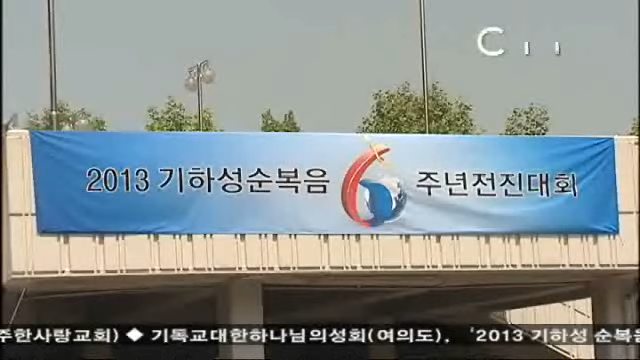 2013 기하성순복음 6 주년전진대회
주한사랑교회) ◆ 기독교대한하나님의성회(여의도), '2013 기하성 순복음